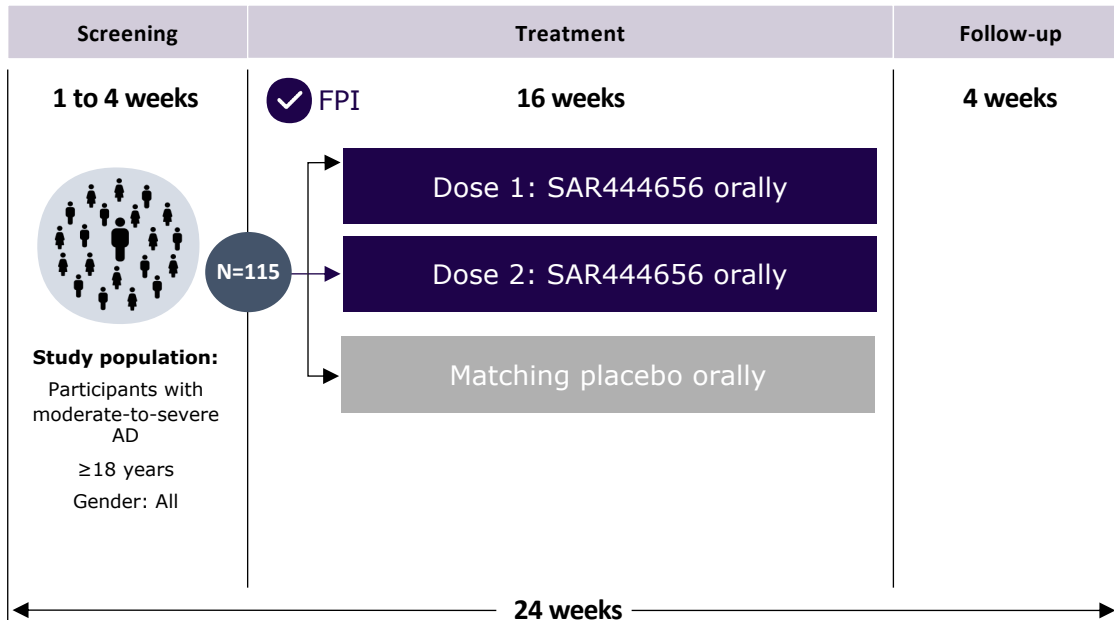 Screening
Treatment
Follow-up
1 to 4 weeks
FPI
16 weeks
4 weeks
Dose 1: SAR444656 orally
Dose 2: SAR444656 orally
N=115
Matching placebo orally
Study population:
Participants with
moderate-to-severe
AD
≥18 years
Gender: All
24 weeks